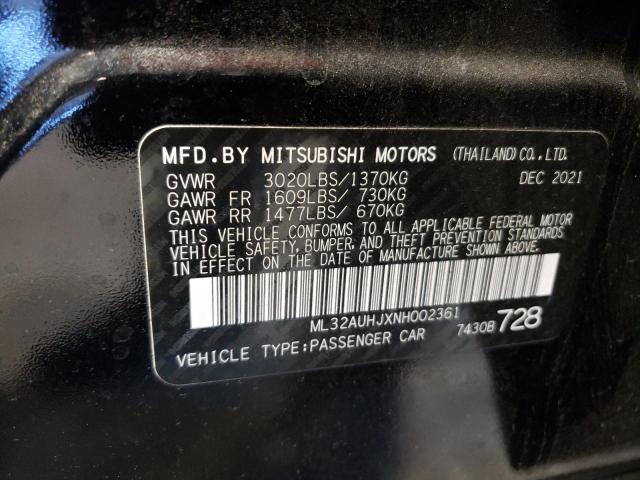 MFD.BY MITSUBISHI MOTORS (THAILAND)CO.,LTD.
GVWR 3020LBS/1370KG DEC 2021
GAWR FR 1609LBS/ 730KG
GAWR RR 1477LBS/ 670KG
THIS VEHICLE CONFORMS TO ALL APPLICABLE FEDERAL MOTOR
VEHICLE SAFETY, BUMPER, AND THEFT PREVENTION STANDARDS
IN EFFECT ON THE DATE OF MANUFACTURE SHOWN ABOVE.
ML32AUHJXNH002361
7430B 728
VEHICLE TYPE:PASSENGER CAR